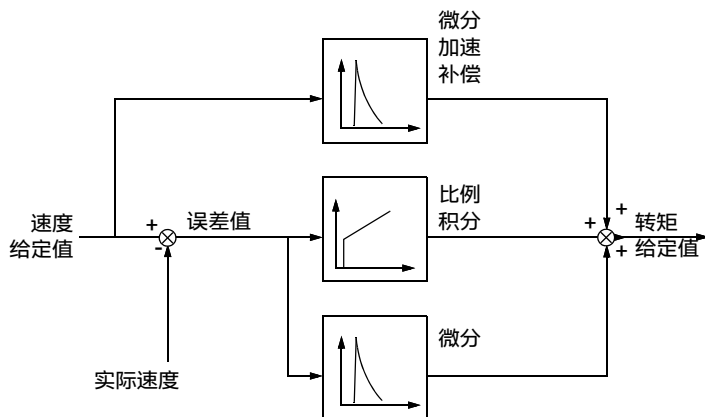 微分
加速
补偿
速度
给定值
+
-
误差值
比例
积分
+
+
+
转矩
给定值
实际速度
微分